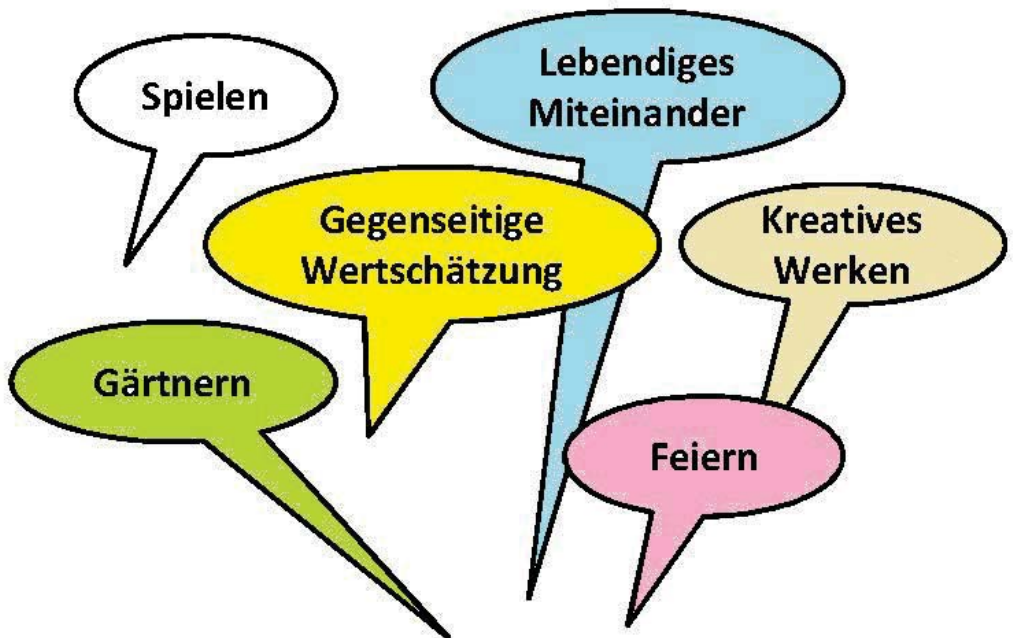 Spielen
Lebendiges
Miteinander
Gegenseitige
Wertschätzung
Kreatives
Werken
Gärtnern
Feiern